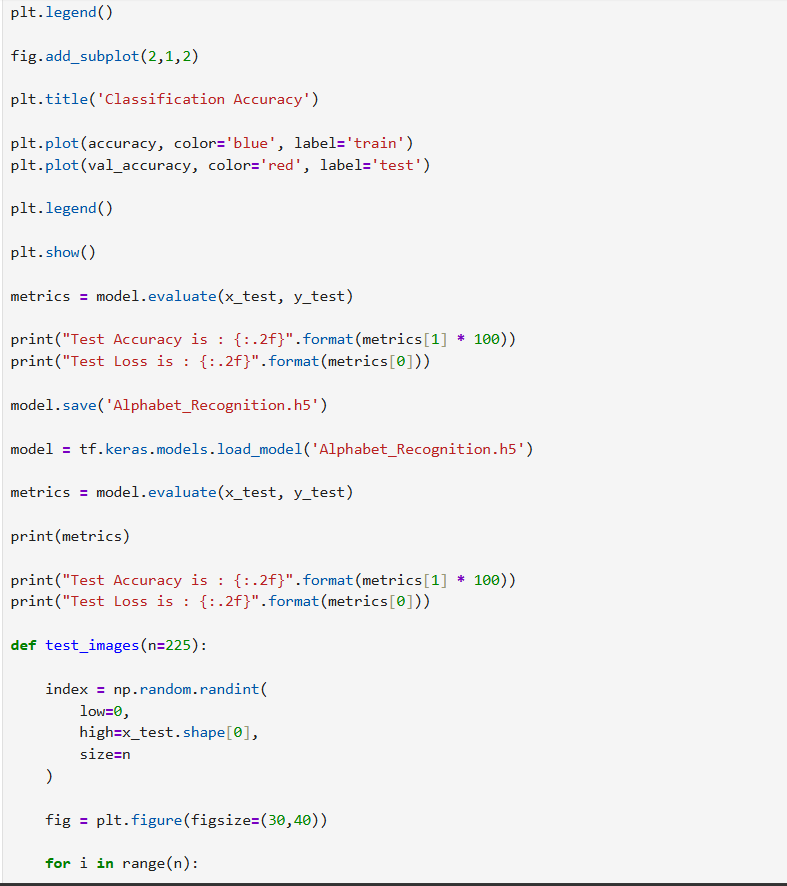 plt.legend()
fig.add_subplot(2,1,2)
plt.title('Classification Accuracy')
plt.plot(accuracy, color='blue', label='train')
plt.plot(val_accuracy, color='red', label='test')
plt.legend()
plt.show()
metrics = model.evaluate(x_test, y_test)
print("Test Accuracy is : {:.2f}".format(metrics[1] * 100))
print("Test Loss is : {:.2f}".format(metrics[0]))
model.save('Alphabet_Recognition.h5')
model = tf.keras.models.load_model('Alphabet_Recognition.h5')
metrics = model.evaluate(x_test, y_test)
print(metrics)
print("Test Accuracy is : {:.2f}".format(metrics[1] * 100))
print("Test Loss is : {:.2f}".format(metrics[0]))
def test_images(n=225):
    index = np.random.randint(
        low=0,
        high=x_test.shape[0],
        size=n
    )
    fig = plt.figure(figsize=(30,40))
    for i in range(n):